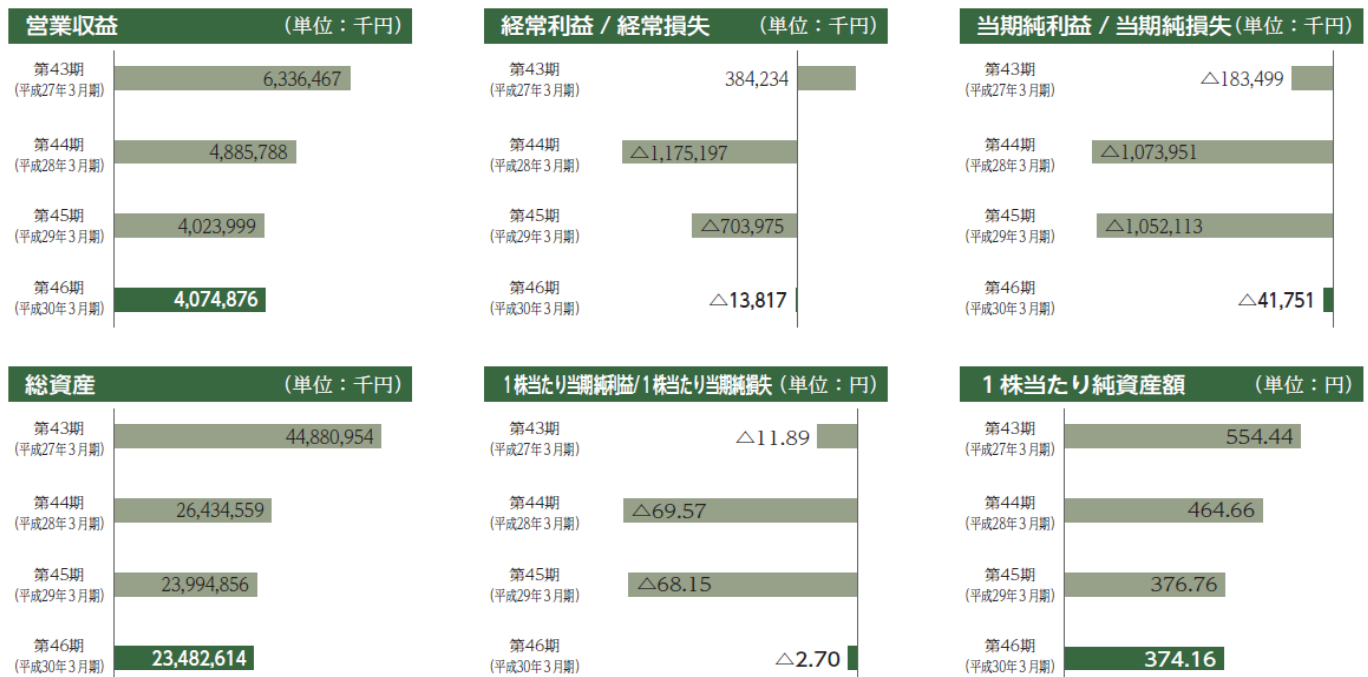 営業収益 (単位：千円)
第43期
(平成27年3月期)
6,336,467
第44期
(平成28年3月期)
4,885,788
第45期
(平成29年3月期)
4,023,999
第46期
(平成30年3月期)
4,074,876
経常利益 / 経常損失 (単位：千円)
第43期
(平成27年3月期)
384,234
第44期
(平成28年3月期)
△1,175,197
第45期
(平成29年3月期)
△703,975
第46期
(平成30年3月期)
△13,817
当期純利益 / 当期純損失 (単位：千円)
第43期
(平成27年3月期)
△183,499
第44期
(平成28年3月期)
△1,073,951
第45期
(平成29年3月期)
△1,052,113
第46期
(平成30年3月期)
△41,751
総資産 (単位：千円)
第43期
(平成27年3月期)
44,880,954
第44期
(平成28年3月期)
26,434,559
第45期
(平成29年3月期)
23,994,856
第46期
(平成30年3月期)
23,482,614
1株当たり当期純利益/1株当たり当期純損失 (単位：円)
第43期
(平成27年3月期)
△11.89
第44期
(平成28年3月期)
△69.57
第45期
(平成29年3月期)
△68.15
第46期
(平成30年3月期)
△2.70
1株当たり純資産額 (単位：円)
第43期
(平成27年3月期)
554.44
第44期
(平成28年3月期)
464.66
第45期
(平成29年3月期)
376.76
第46期
(平成30年3月期)
374.16